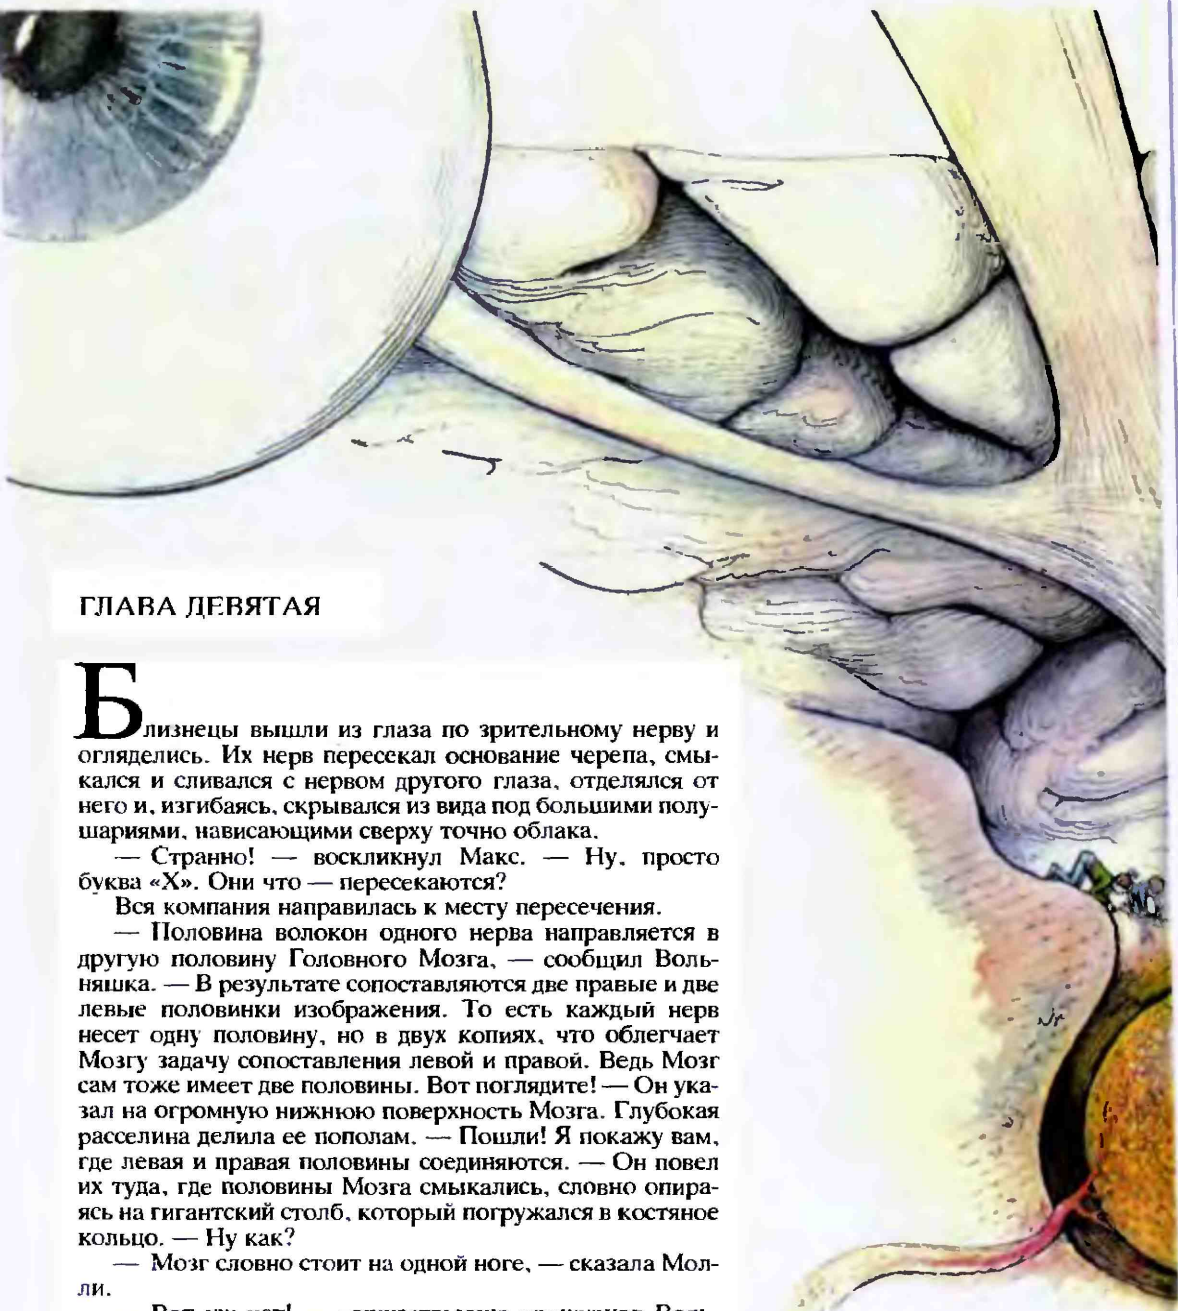 ГЛАВА ДЕВЯТАЯ
Близнецы вышли из глаза по зрительному нерву и
огляделись. Их нерв пересекал основание черепа, смы-
кался и сливался с нервом другого глаза, отделялся от
него и, изгибаясь, скрывался из вида под большими полу-
шариями, нависающими сверху точно облака.
— Странно! — воскликнул Макс. — Ну, просто
буква «Х». Они что — пересекаются?
Вся компания направилась к месту пересечения.
— Половина волокон одного нерва направляется в
другую половину Головного Мозга, — сообщил Воль-
няшка. — В результате сопоставляются две правые и две
левые половинки изображения. То есть каждый нерв
несет одну половину, но в двух копиях, что облегчает
Мозгу задачу сопоставления левой и правой. Ведь Мозг
сам тоже имеет две половины. Вот поглядите! — Он ука-
зал на огромную нижнюю поверхность Мозга. Глубокая
расселина делила ее пополам. — Пошли! Я покажу вам,
где левая и правая половины соединяются. — Он повел
их туда, где половины Мозга смыкались, словно опира-
ясь на гигантский столб, который погружался в костяное
кольцо. — Ну как?
— Мозг словно стоит на одной ноге, — сказала Мол-
ли.